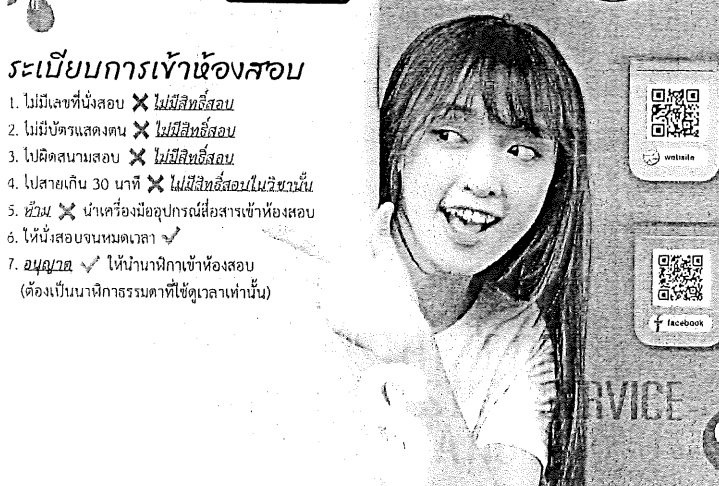 ระเบียบการเข้าห้องสอบ
1. ไม่มีเลขที่นั่งสอบ ❌ ไม่มีสิทธิ์สอบ
2. ไม่มีบัตรแสดงตน ❌ ไม่มีสิทธิ์สอบ
3. ไปผิดสนามสอบ ❌ ไม่มีสิทธิ์สอบ
4. ไปสายเกิน 30 นาที ❌ ไม่มีสิทธิ์สอบในวิชานั้น
5. ห้าม ❌ นำเครื่องมืออุปกรณ์สื่อสารเข้าห้องสอบ
6. ให้นั่งสอบจนหมดเวลา ✓
7. อนุญาต ✓ ให้นำนาฬิกาเข้าห้องสอบ
(ต้องเป็นนาฬิกาธรรมดาที่ใช้ดูเวลาเท่านั้น)
website
facebook
SERVICE